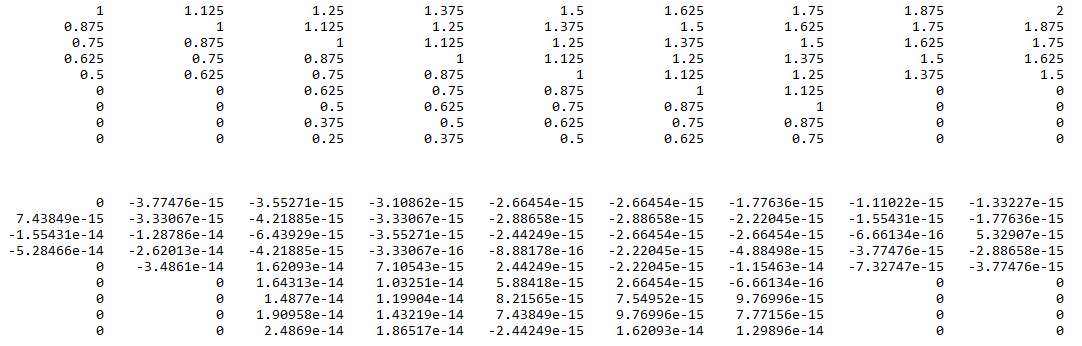 1 1.125 1.25 1.375 1.5 1.625 1.75 1.875 2
0.875 1 1.125 1.25 1.375 1.5 1.625 1.75 1.875
0.75 0.875 1 1.125 1.25 1.375 1.5 1.625 1.75
0.625 0.75 0.875 1 1.125 1.25 1.375 1.5 1.625
0.5 0.625 0.75 0.875 1 1.125 1.25 1.375 1.5
0 0 0.625 0.75 0.875 1 1.125 0 0
0 0 0.5 0.625 0.75 0.875 1 0 0
0 0 0.375 0.5 0.625 0.75 0.875 0 0
0 0 0.25 0.375 0.5 0.625 0.75 0 0
0 -3.77476e-15 -3.55271e-15 -3.10862e-15 -2.66454e-15 -2.66454e-15 -1.77636e-15 -1.11022e-15 -1.33227e-15
7.43849e-15 -3.33067e-15 -4.21885e-15 -3.33067e-15 -2.88658e-15 -2.88658e-15 -2.22045e-15 -1.55431e-15 -1.77636e-15
-1.55431e-14 -1.28786e-14 -6.43929e-15 -3.55271e-15 -2.44249e-15 -2.66454e-15 -2.66454e-15 -6.66134e-16 5.32907e-15
-5.28466e-14 -2.62013e-14 -4.21885e-15 -3.33067e-16 -8.88178e-16 -2.22045e-15 -4.88498e-15 -3.77476e-15 -2.88658e-15
0 -3.4861e-14 1.62093e-14 7.10543e-15 2.44249e-15 -2.22045e-15 -1.15463e-14 -7.32747e-15 -3.77476e-15
0 0 1.64313e-14 1.03251e-14 5.88418e-15 2.66454e-15 -6.66134e-16 0 0
0 0 1.4877e-14 1.19904e-14 8.21565e-15 7.54952e-15 9.76996e-15 0 0
0 0 1.90958e-14 1.43219e-14 7.43849e-15 9.76996e-15 7.77156e-15 0 0
0 0 2.4869e-14 1.86517e-14 -2.44249e-15 1.62093e-14 1.29896e-14 0 0